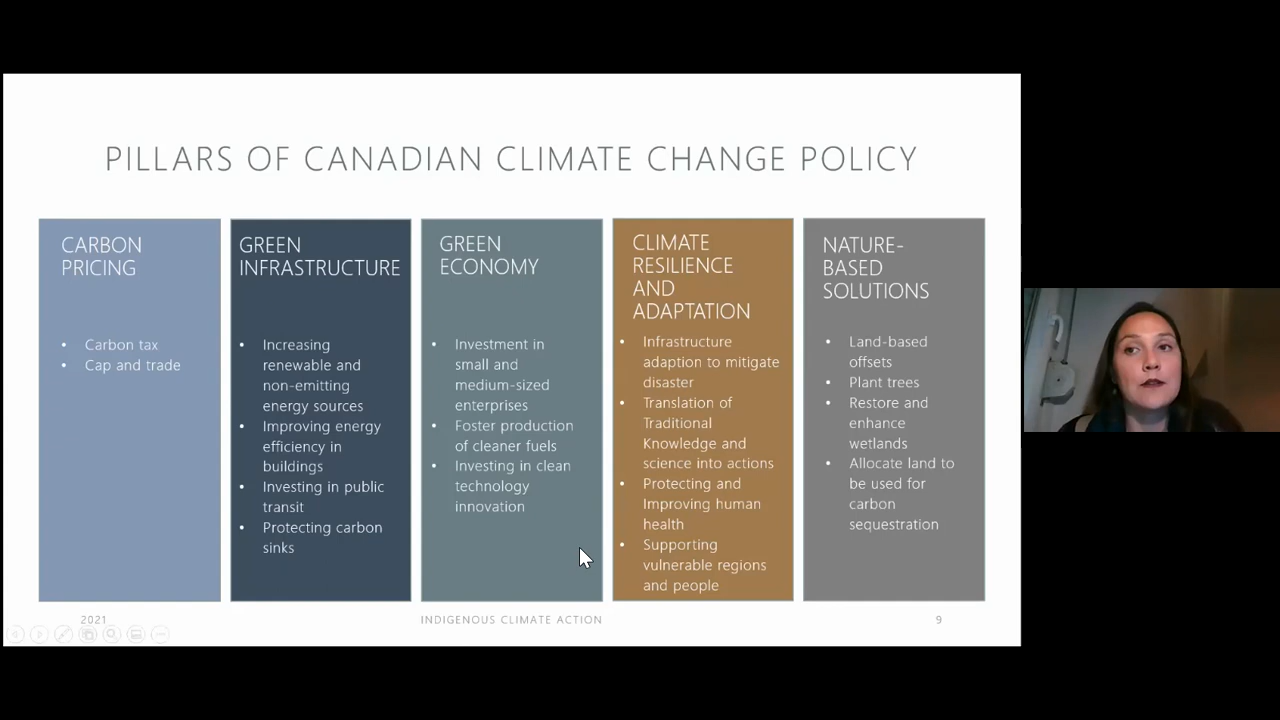 PILLARS OF CANADIAN CLIMATE CHANGE POLICY
CARBON
PRICING
• Carbon tax
• Cap and trade
GREEN
INFRASTRUCTURE
• Increasing
renewable and
non-emitting
energy sources
• Improving energy
efficiency in
buildings
• Investing in public
transit
• Protecting carbon
sinks
GREEN
ECONOMY
• Investment in
small and
medium-sized
enterprises
• Foster production
of cleaner fuels
• Investing in clean
technology
innovation
CLIMATE
RESILIENCE
AND
ADAPTATION
• Infrastructure
adaption to mitigate
disaster
• Translation of
Traditional
Knowledge and
science into actions
• Protecting and
Improving human
health
• Supporting
vulnerable regions
and people
NATURE-
BASED
SOLUTIONS
• Land-based
offsets
• Plant trees
• Restore and
enhance
wetlands
• Allocate land to
be used for
carbon
sequestration
2021
INDIGENOUS CLIMATE ACTION
9